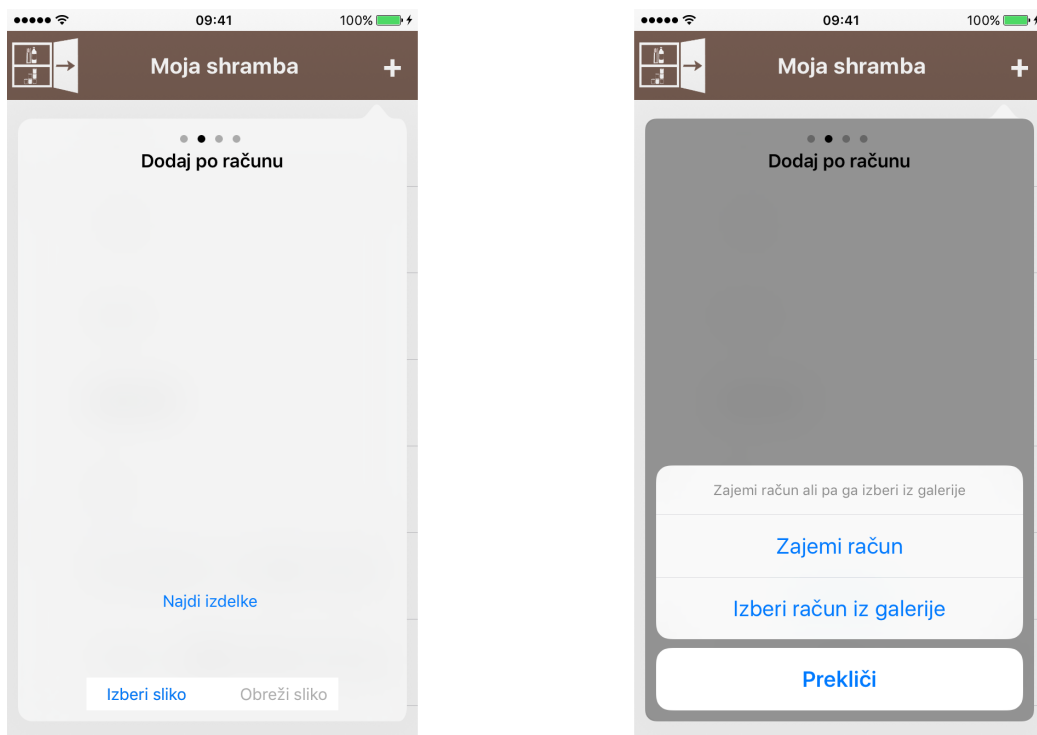 09:41
100%
Moja shramba
+
Dodaj po računu
Najdi izdelke
Izberi sliko
Obreži sliko
09:41
100%
Moja shramba
+
Dodaj po računu
Zajemi račun ali pa ga izberi iz galerije
Zajemi račun
Izberi račun iz galerije
Prekliči